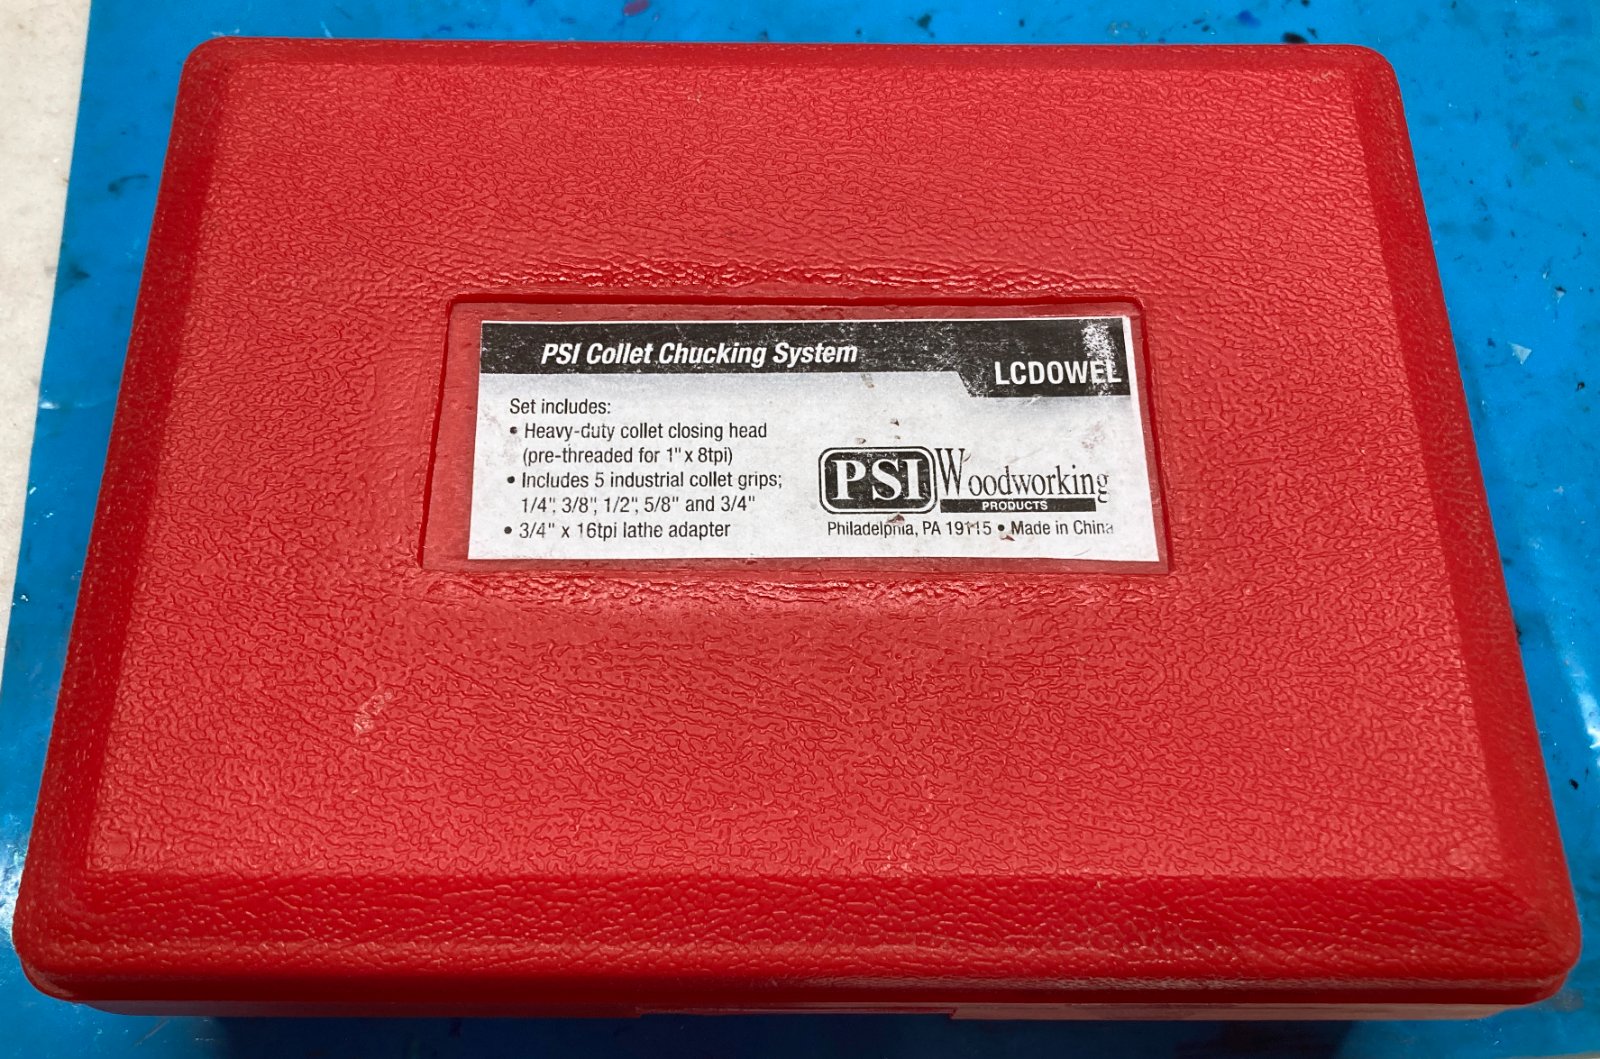 PSI Collet Chucking System
LCDOWEL
Set includes:
• Heavy-duty collet closing head
(pre-threaded for 1" x 8tpi)
• Includes 5 industrial collet grips;
1/4", 3/8", 1/2", 5/8" and 3/4"
• 3/4" x 16tpi lathe adapter
PSI Woodworking
PRODUCTS
Philadelphia, PA 19115 • Made in China